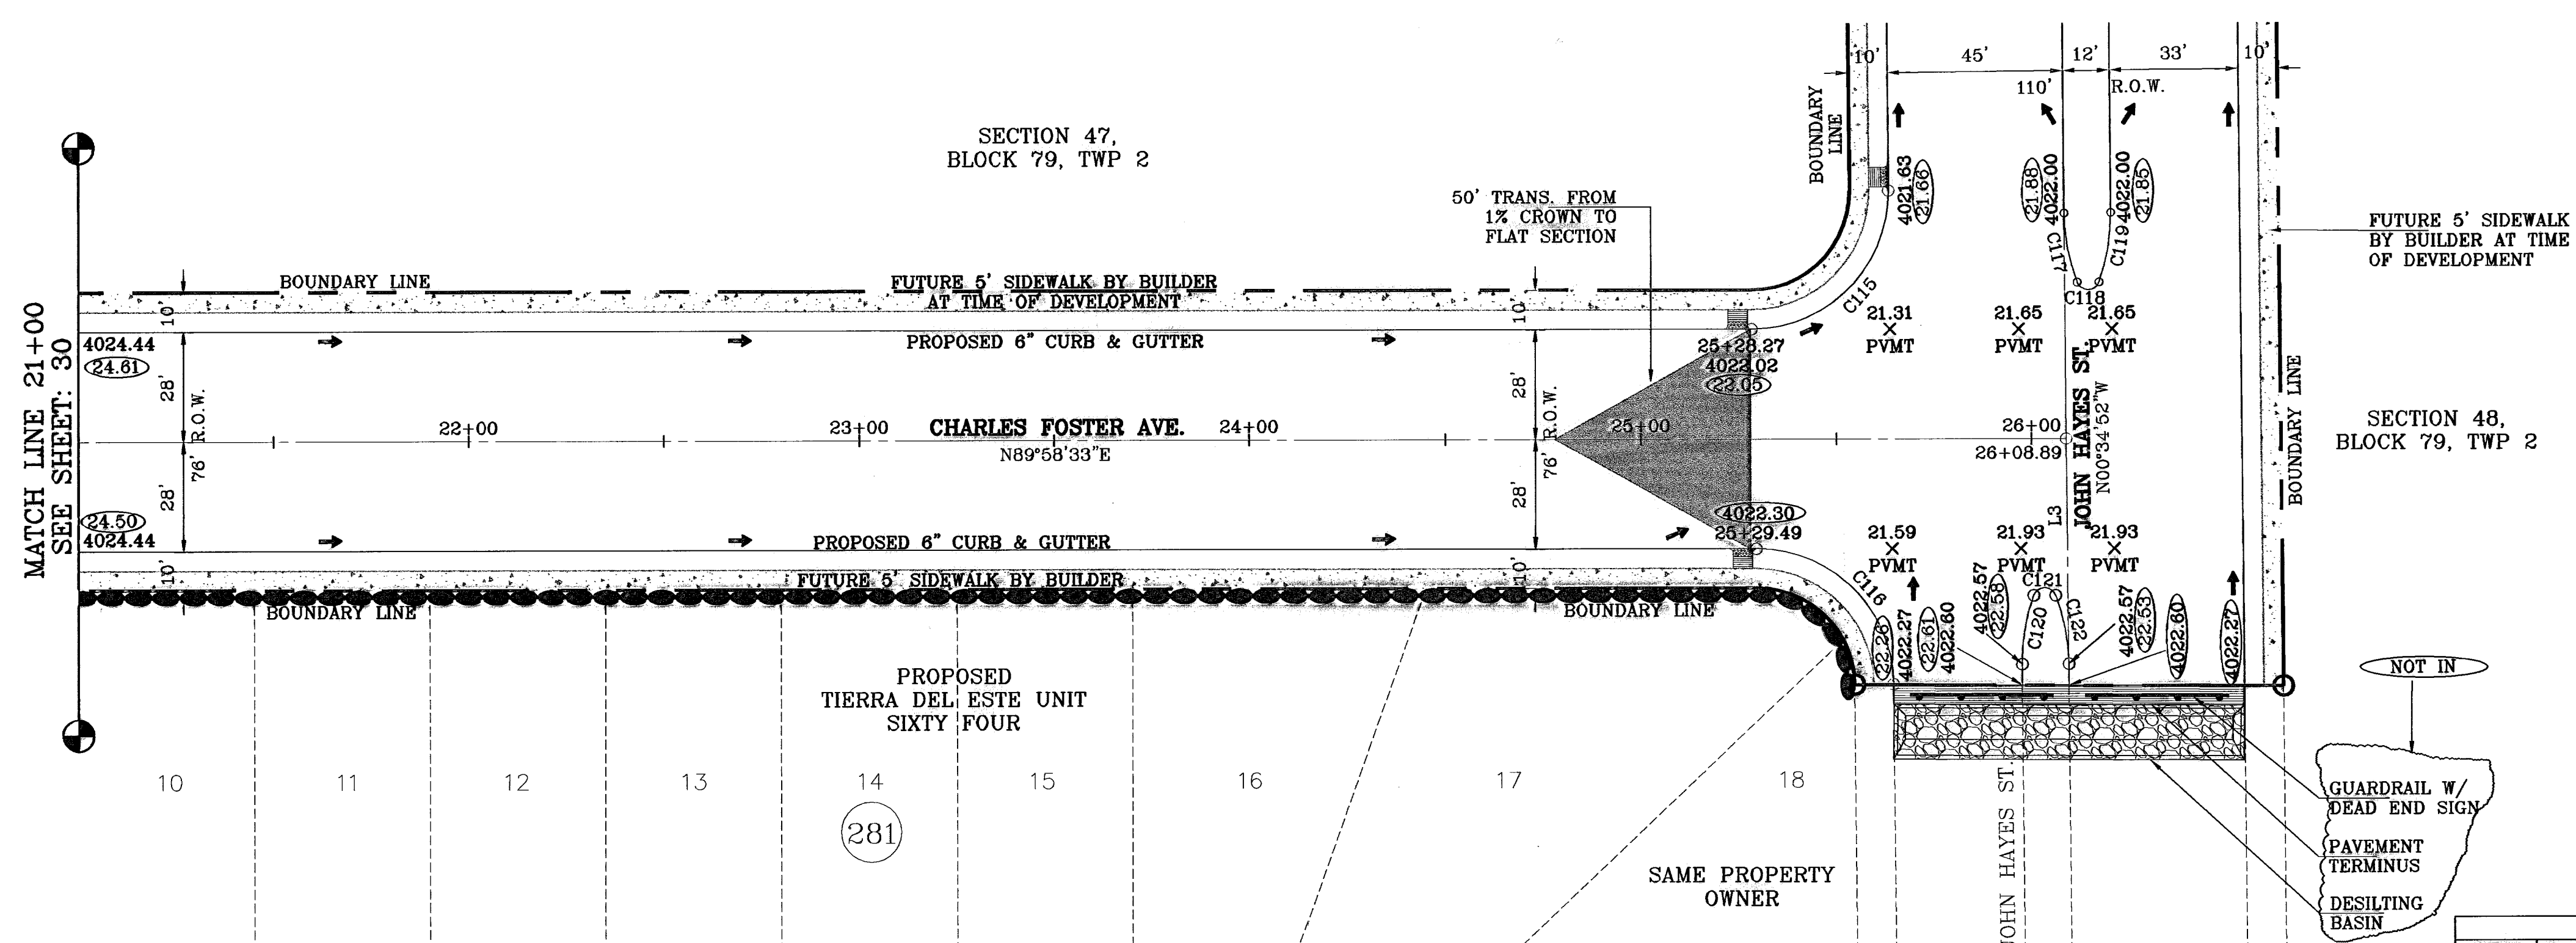 MATCH LINE 21+00
SEE SHEET: 30
SECTION 47,
BLOCK 79, TWP 2
BOUNDARY LINE
FUTURE 5' SIDEWALK BY BUILDER
AT TIME OF DEVELOPMENT
10'
4024.44
24.61
28'
R.O.W.
76'
28'
24.50
4024.44
10'
PROPOSED 6" CURB & GUTTER
22+00
23+00
CHARLES FOSTER AVE.
N89°58'33"E
24+00
25+00
PROPOSED 6" CURB & GUTTER
FUTURE 5' SIDEWALK BY BUILDER
BOUNDARY LINE
BOUNDARY LINE
50' TRANS. FROM
1% CROWN TO
FLAT SECTION
10'
28'
R.O.W.
76'
28'
10'
25+28.27
4022.02
22.05
4022.30
25+29.49
C115
C116
BOUNDARY
LINE
10'
45'
12'
33'
10'
110'
R.O.W.
4021.63
21.66
21.88
4022.00
4022.00
21.85
C117
C119
C118
21.31
PVMT
21.65
PVMT
21.65
PVMT
26+00
26+08.89
JOHN HAYES ST.
N00°34'52"W
L3
21.59
PVMT
21.93
PVMT
21.93
PVMT
22.26
4022.27
22.61
4022.60
4022.57
22.58
C120
C121
C122
4022.57
22.53
4022.60
4022.27
BOUNDARY LINE
FUTURE 5' SIDEWALK
BY BUILDER AT TIME
OF DEVELOPMENT
SECTION 48,
BLOCK 79, TWP 2
NOT IN
GUARDRAIL W/
DEAD END SIGN
PAVEMENT
TERMINUS
DESILTING
BASIN
PROPOSED
TIERRA DEL ESTE UNIT
SIXTY FOUR
10
11
12
13
14
15
16
17
18
281
SAME PROPERTY
OWNER
JOHN HAYES ST.